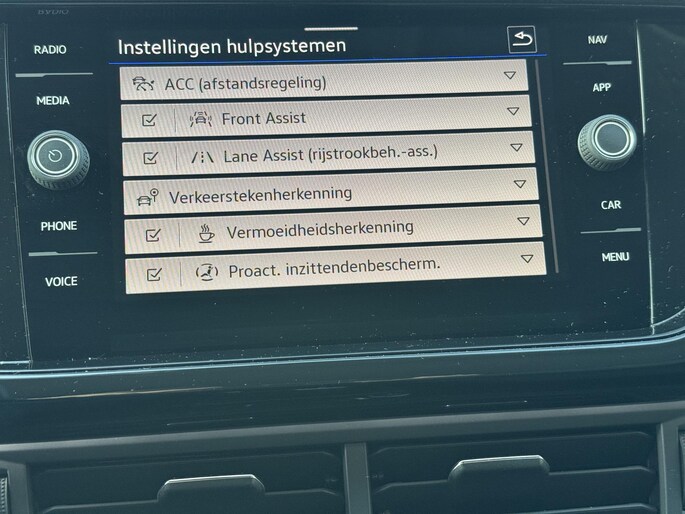 RADIO
MEDIA
PHONE
VOICE
Instellingen hulpsystemen
ACC (afstandsregeling)
Front Assist
Lane Assist (rijstrookbeh.-ass.)
Verkeerstekenherkenning
Vermoeidheidsherkenning
Proact. inzittendenbescherm.
NAV
APP
CAR
MENU